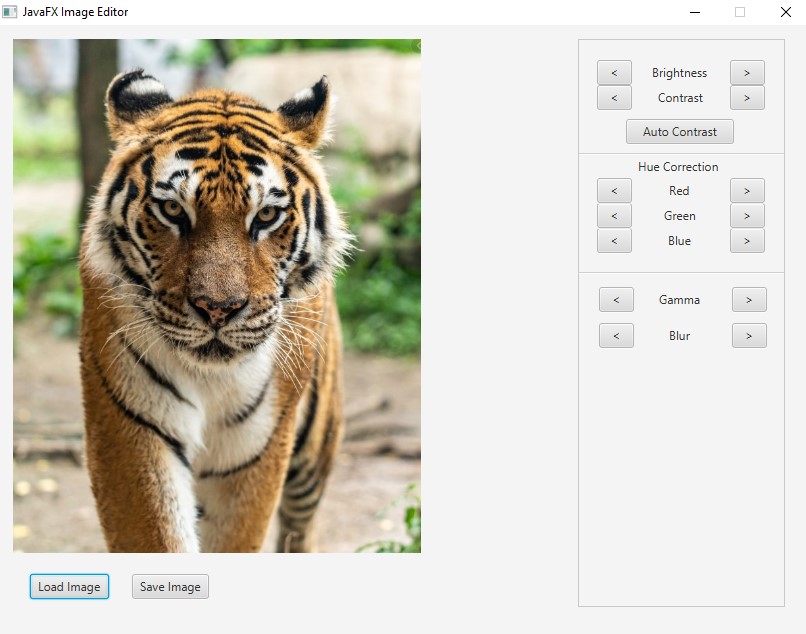 JavaFX Image Editor
< Brightness >
< Contrast >
Auto Contrast
Hue Correction
< Red >
< Green >
< Blue >
< Gamma >
< Blur >
Load Image Save Image